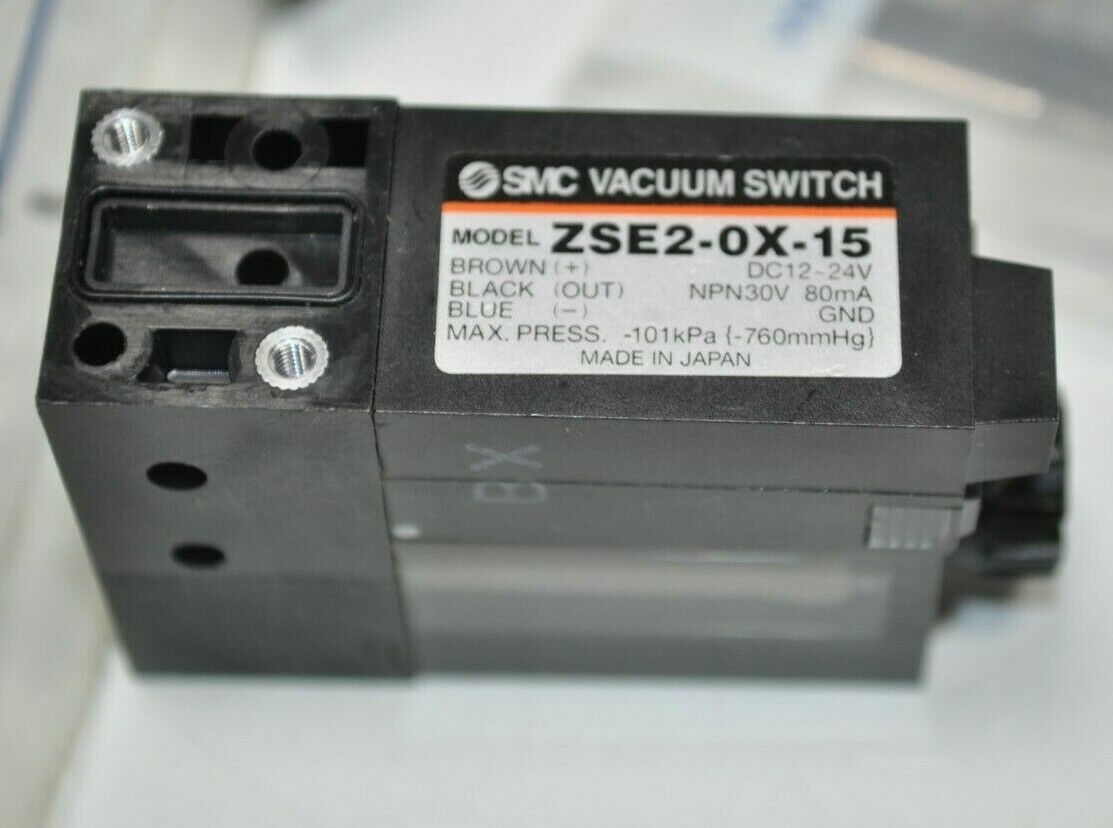 SMC VACUUM SWITCH
MODEL ZSE2-0X-15
BROWN (+) DC12~24V
BLACK (OUT) NPN30V 80mA
BLUE (−) GND
MAX. PRESS. -101kPa {-760mmHg}
MADE IN JAPAN
BX